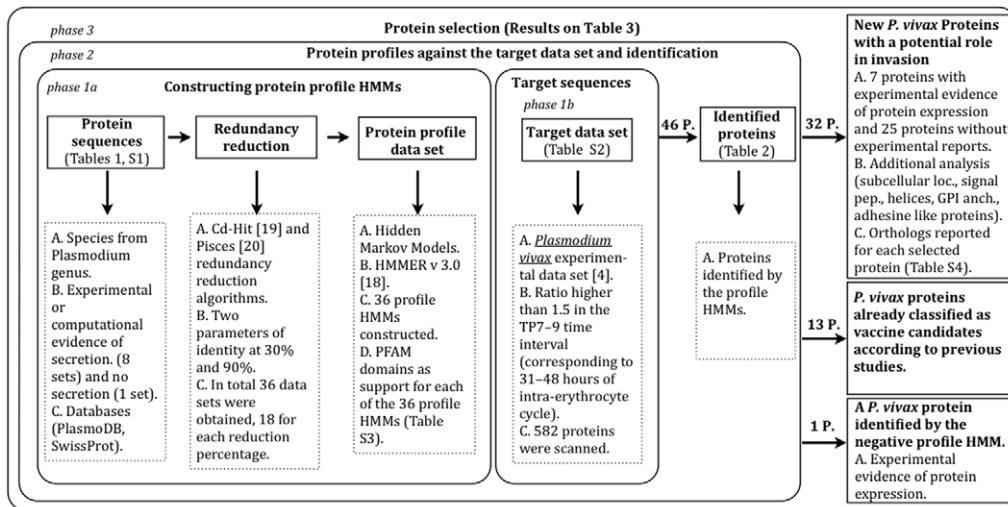 phase 3
Protein selection (Results on Table 3)
phase 2
Protein profiles against the target data set and identification
phase 1a
Constructing protein profile HMMs
Protein
sequences
(Tables 1, S1)
Redundancy
reduction
Protein profile
data set
A. Species from
Plasmodium
genus.
B. Experimental
or
computational
evidence of
secretion. (8
sets) and no
secretion (1 set).
C. Databases
(PlasmoDB,
SwissProt).
A. Cd-Hit [19] and
Pisces [20]
redundancy
reduction
algorithms.
B. Two
parameters of
identity at 30%
and 90%.
C. In total 36 data
sets were
obtained, 18 for
each reduction
percentage.
A. Hidden
Markov Models.
B. HMMER v 3.0
[18].
C. 36 profile
HMMs
constructed.
D. PFAM
domains as
support for each
of the 36 profile
HMMs (Table
S3).
Target sequences
phase 1b
Target data set
(Table S2)
A. Plasmodium
vivax experimen-
tal data set [4].
B. Ratio higher
than 1.5 in the
TP7–9 time
interval
(corresponding to
31–48 hours of
intra-erythrocyte
cycle).
C. 582 proteins
were scanned.
46 P.
Identified
proteins
(Table 2)
A. Proteins
identified by
the profile
HMMs.
32 P.
New P. vivax Proteins
with a potential role
in invasion
A. 7 proteins with
experimental evidence
of protein expression
and 25 proteins without
experimental reports.
B. Additional analysis
(subcellular loc., signal
pep., helices, GPI anch.,
adhesine like proteins).
C. Orthologs reported
for each selected
protein (Table S4).
13 P.
P. vivax proteins
already classified as
vaccine candidates
according to previous
studies.
1 P.
A P. vivax protein
identified by the
negative profile HMM.
A. Experimental
evidence of protein
expression.